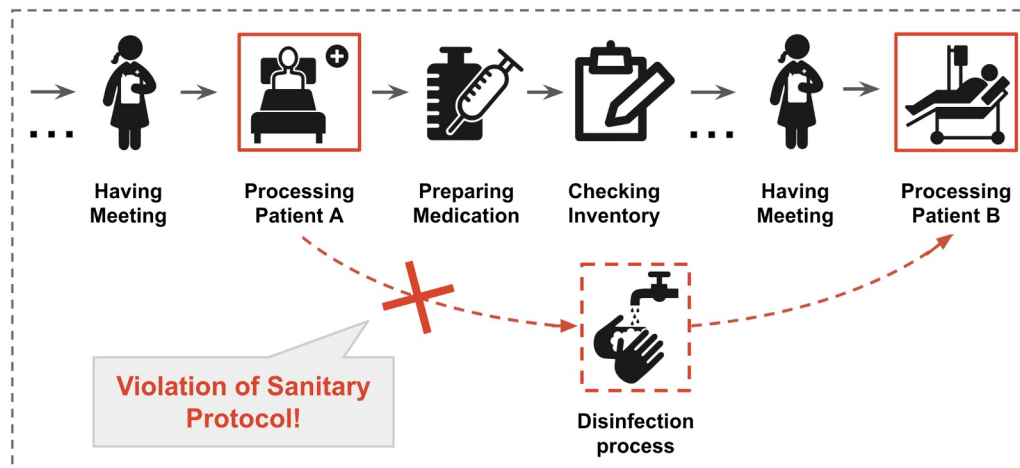 ...
Having
Meeting
Processing
Patient A
Preparing
Medication
Checking
Inventory
...
Having
Meeting
Processing
Patient B
Violation of Sanitary
Protocol!
Disinfection
process